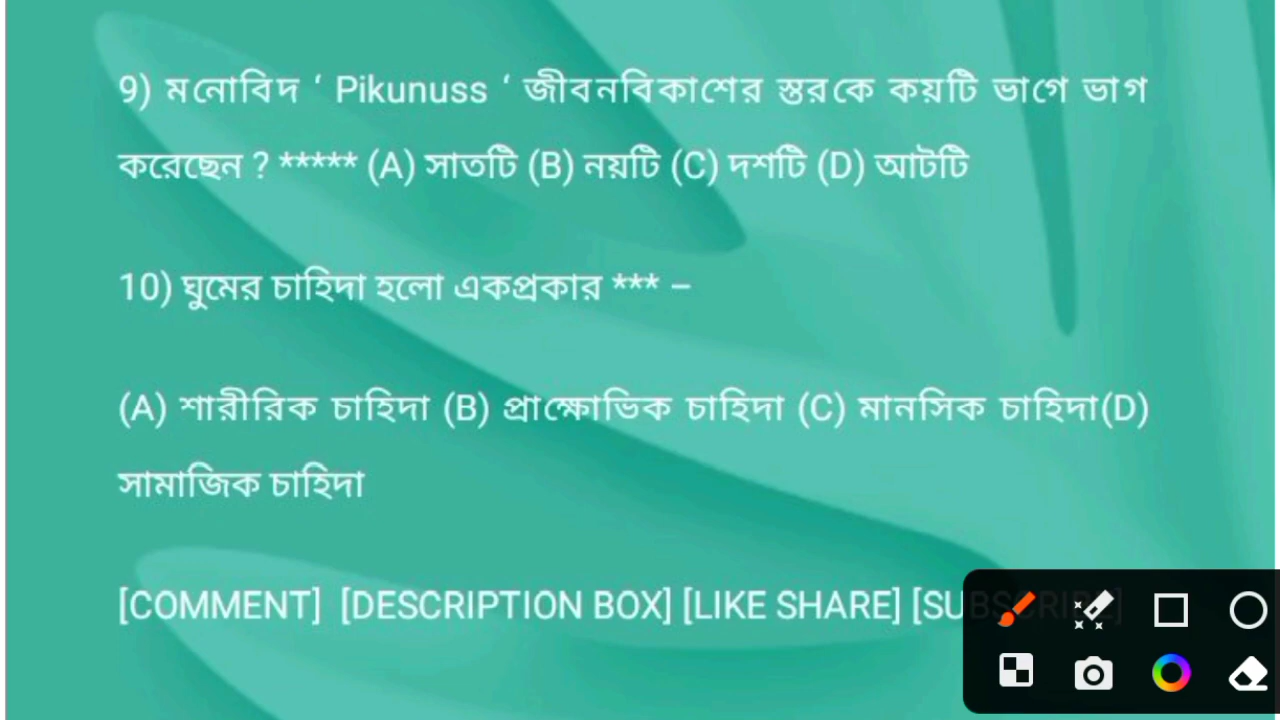 9) মনোবিদ ‘ Pikunuss ‘ জীবনবিকাশের স্তরকে কয়টি ভাগে ভাগ
করেছেন ? ***** (A) সাতটি (B) নয়টি (C) দশটি (D) আটটি
10) ঘুমের চাহিদা হলো একপ্রকার *** –
(A) শারীরিক চাহিদা (B) প্রাক্ষোভিক চাহিদা (C) মানসিক চাহিদা(D)
সামাজিক চাহিদা
[COMMENT] [DESCRIPTION BOX] [LIKE SHARE] [SUBSCRIBE]